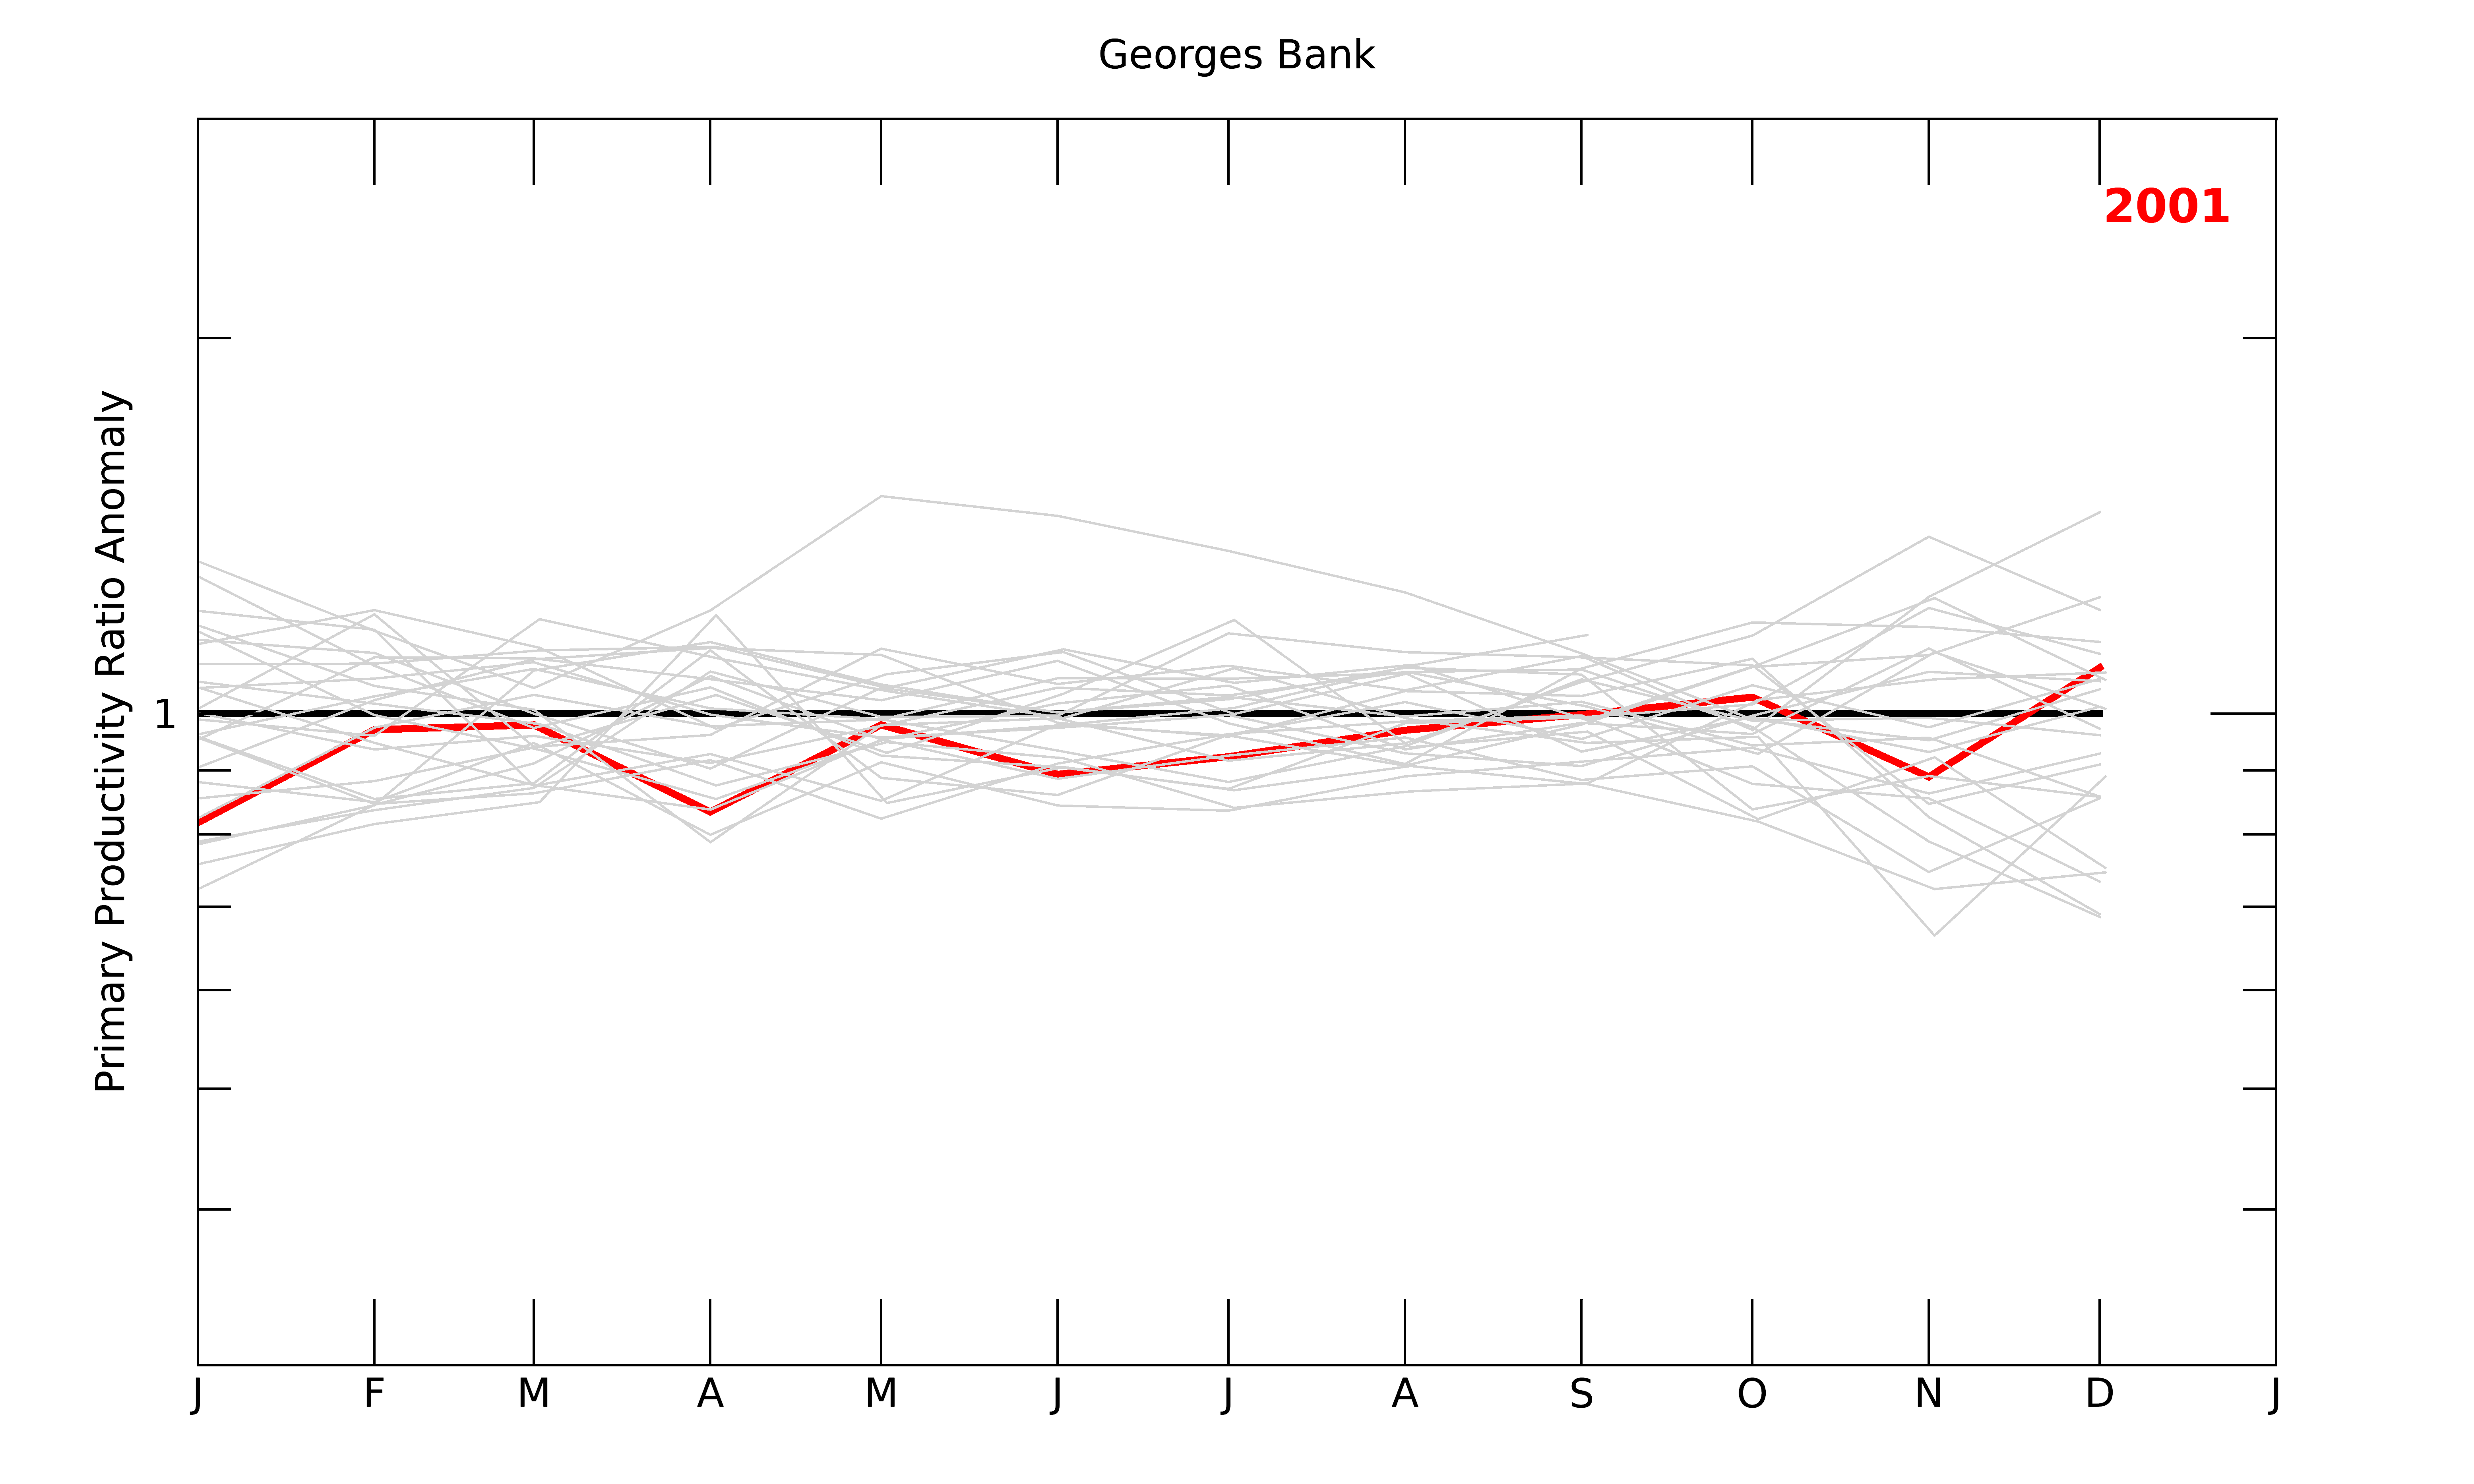 Georges Bank
2001
Primary Productivity Ratio Anomaly
1
J F M A M J J A S O N D J